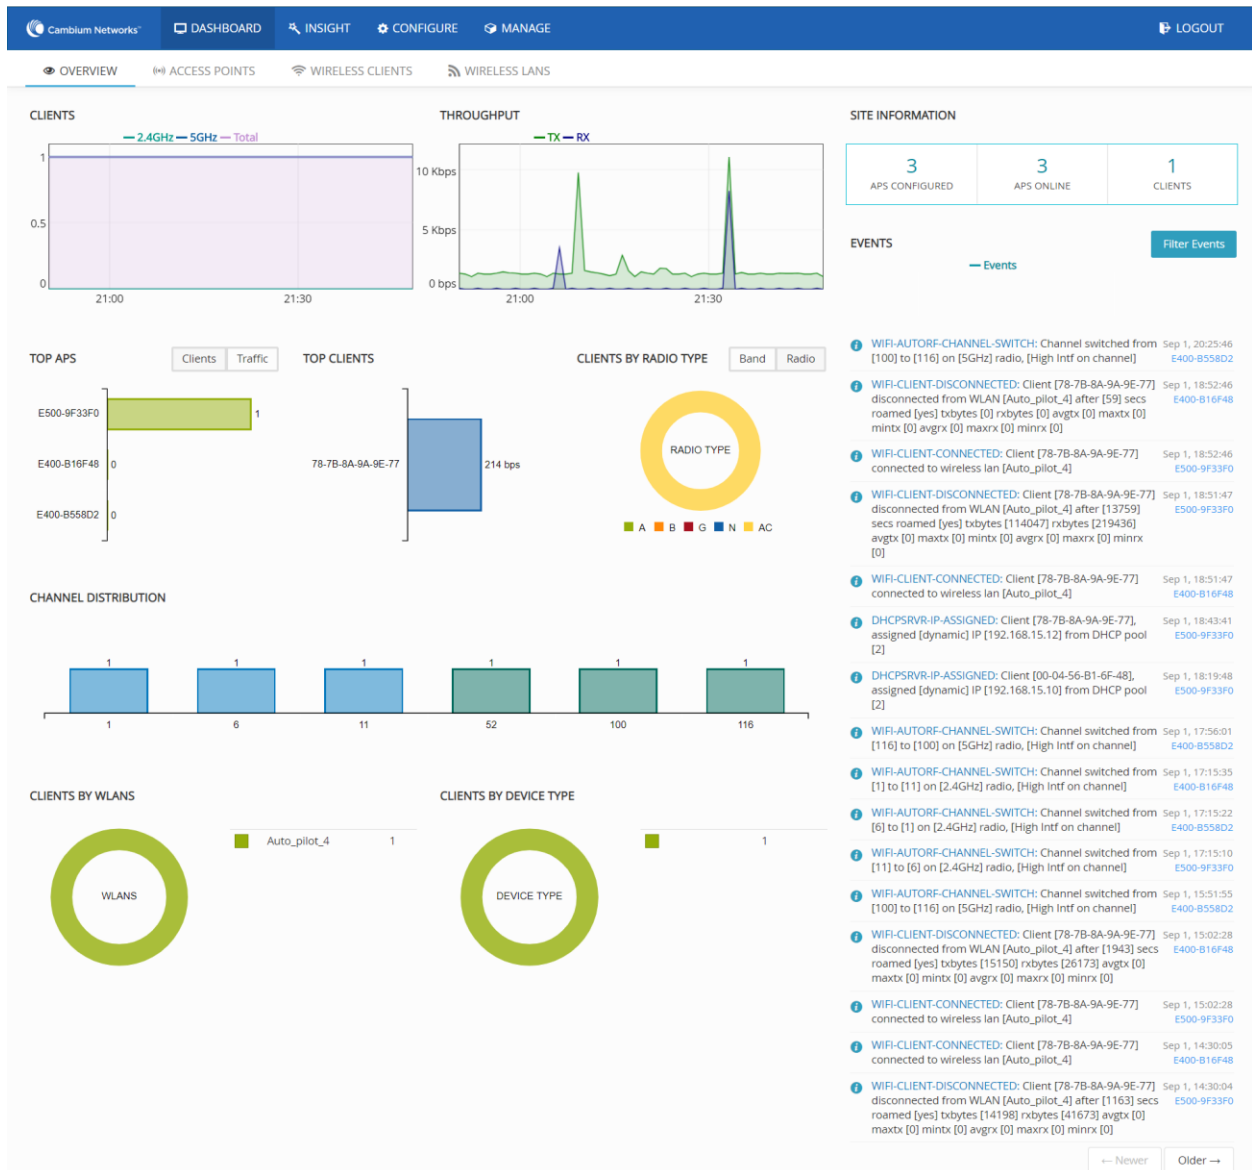 Cambium Networks™ DASHBOARD INSIGHT CONFIGURE MANAGE LOGOUT
OVERVIEW ACCESS POINTS WIRELESS CLIENTS WIRELESS LANS
CLIENTS
2.4GHz 5GHz Total
1
0.5
0
21:00 21:30
THROUGHPUT
TX RX
10 Kbps
5 Kbps
0 bps
21:00 21:30
SITE INFORMATION
3 3 1
APS CONFIGURED APS ONLINE CLIENTS
EVENTS Filter Events
Events
TOP APS Clients Traffic
E500-9F33F0 1
E400-B16F48 0
E400-B558D2 0
TOP CLIENTS
78-7B-8A-9A-9E-77 214 bps
CLIENTS BY RADIO TYPE Band Radio
RADIO TYPE
A B G N AC
CHANNEL DISTRIBUTION
1 1 1 1 1 1
1 6 11 52 100 116
CLIENTS BY WLANS
WLANS
Auto_pilot_4 1
CLIENTS BY DEVICE TYPE
DEVICE TYPE
1
WIFI-AUTORF-CHANNEL-SWITCH: Channel switched from Sep 1, 20:25:46
[100] to [116] on [5GHz] radio, [High Intf on channel] E400-B558D2
WIFI-CLIENT-DISCONNECTED: Client [78-7B-8A-9A-9E-77] Sep 1, 18:52:46
disconnected from WLAN [Auto_pilot_4] after [59] secs E400-B16F48
roamed [yes] txbytes [0] rxbytes [0] avgtx [0] maxtx [0]
mintx [0] avgrx [0] maxrx [0] minrx [0]
WIFI-CLIENT-CONNECTED: Client [78-7B-8A-9A-9E-77] Sep 1, 18:52:46
connected to wireless lan [Auto_pilot_4] E500-9F33F0
WIFI-CLIENT-DISCONNECTED: Client [78-7B-8A-9A-9E-77] Sep 1, 18:51:47
disconnected from WLAN [Auto_pilot_4] after [13759] E500-9F33F0
secs roamed [yes] txbytes [114047] rxbytes [219436]
avgtx [0] maxtx [0] mintx [0] avgrx [0] maxrx [0] minrx
[0]
WIFI-CLIENT-CONNECTED: Client [78-7B-8A-9A-9E-77] Sep 1, 18:51:47
connected to wireless lan [Auto_pilot_4] E400-B16F48
DHCPSRVR-IP-ASSIGNED: Client [78-7B-8A-9A-9E-77], Sep 1, 18:43:41
assigned [dynamic] IP [192.168.15.12] from DHCP pool E500-9F33F0
[2]
DHCPSRVR-IP-ASSIGNED: Client [00-04-56-B1-6F-48], Sep 1, 18:19:48
assigned [dynamic] IP [192.168.15.10] from DHCP pool E500-9F33F0
[2]
WIFI-AUTORF-CHANNEL-SWITCH: Channel switched from Sep 1, 17:56:01
[116] to [100] on [5GHz] radio, [High Intf on channel] E400-B558D2
WIFI-AUTORF-CHANNEL-SWITCH: Channel switched from Sep 1, 17:15:35
[1] to [11] on [2.4GHz] radio, [High Intf on channel] E400-B16F48
WIFI-AUTORF-CHANNEL-SWITCH: Channel switched from Sep 1, 17:15:22
[6] to [1] on [2.4GHz] radio, [High Intf on channel] E400-B558D2
WIFI-AUTORF-CHANNEL-SWITCH: Channel switched from Sep 1, 17:15:10
[11] to [6] on [2.4GHz] radio, [High Intf on channel] E500-9F33F0
WIFI-AUTORF-CHANNEL-SWITCH: Channel switched from Sep 1, 15:51:55
[100] to [116] on [5GHz] radio, [High Intf on channel] E400-B558D2
WIFI-CLIENT-DISCONNECTED: Client [78-7B-8A-9A-9E-77] Sep 1, 15:02:28
disconnected from WLAN [Auto_pilot_4] after [1943] secs E400-B16F48
roamed [yes] txbytes [15150] rxbytes [26173] avgtx [0]
maxtx [0] mintx [0] avgrx [0] maxrx [0] minrx [0]
WIFI-CLIENT-CONNECTED: Client [78-7B-8A-9A-9E-77] Sep 1, 15:02:28
connected to wireless lan [Auto_pilot_4] E500-9F33F0
WIFI-CLIENT-CONNECTED: Client [78-7B-8A-9A-9E-77] Sep 1, 14:30:05
connected to wireless lan [Auto_pilot_4] E400-B16F48
WIFI-CLIENT-DISCONNECTED: Client [78-7B-8A-9A-9E-77] Sep 1, 14:30:04
disconnected from WLAN [Auto_pilot_4] after [1163] secs E500-9F33F0
roamed [yes] txbytes [14198] rxbytes [41673] avgtx [0]
maxtx [0] mintx [0] avgrx [0] maxrx [0] minrx [0]
← Newer Older →